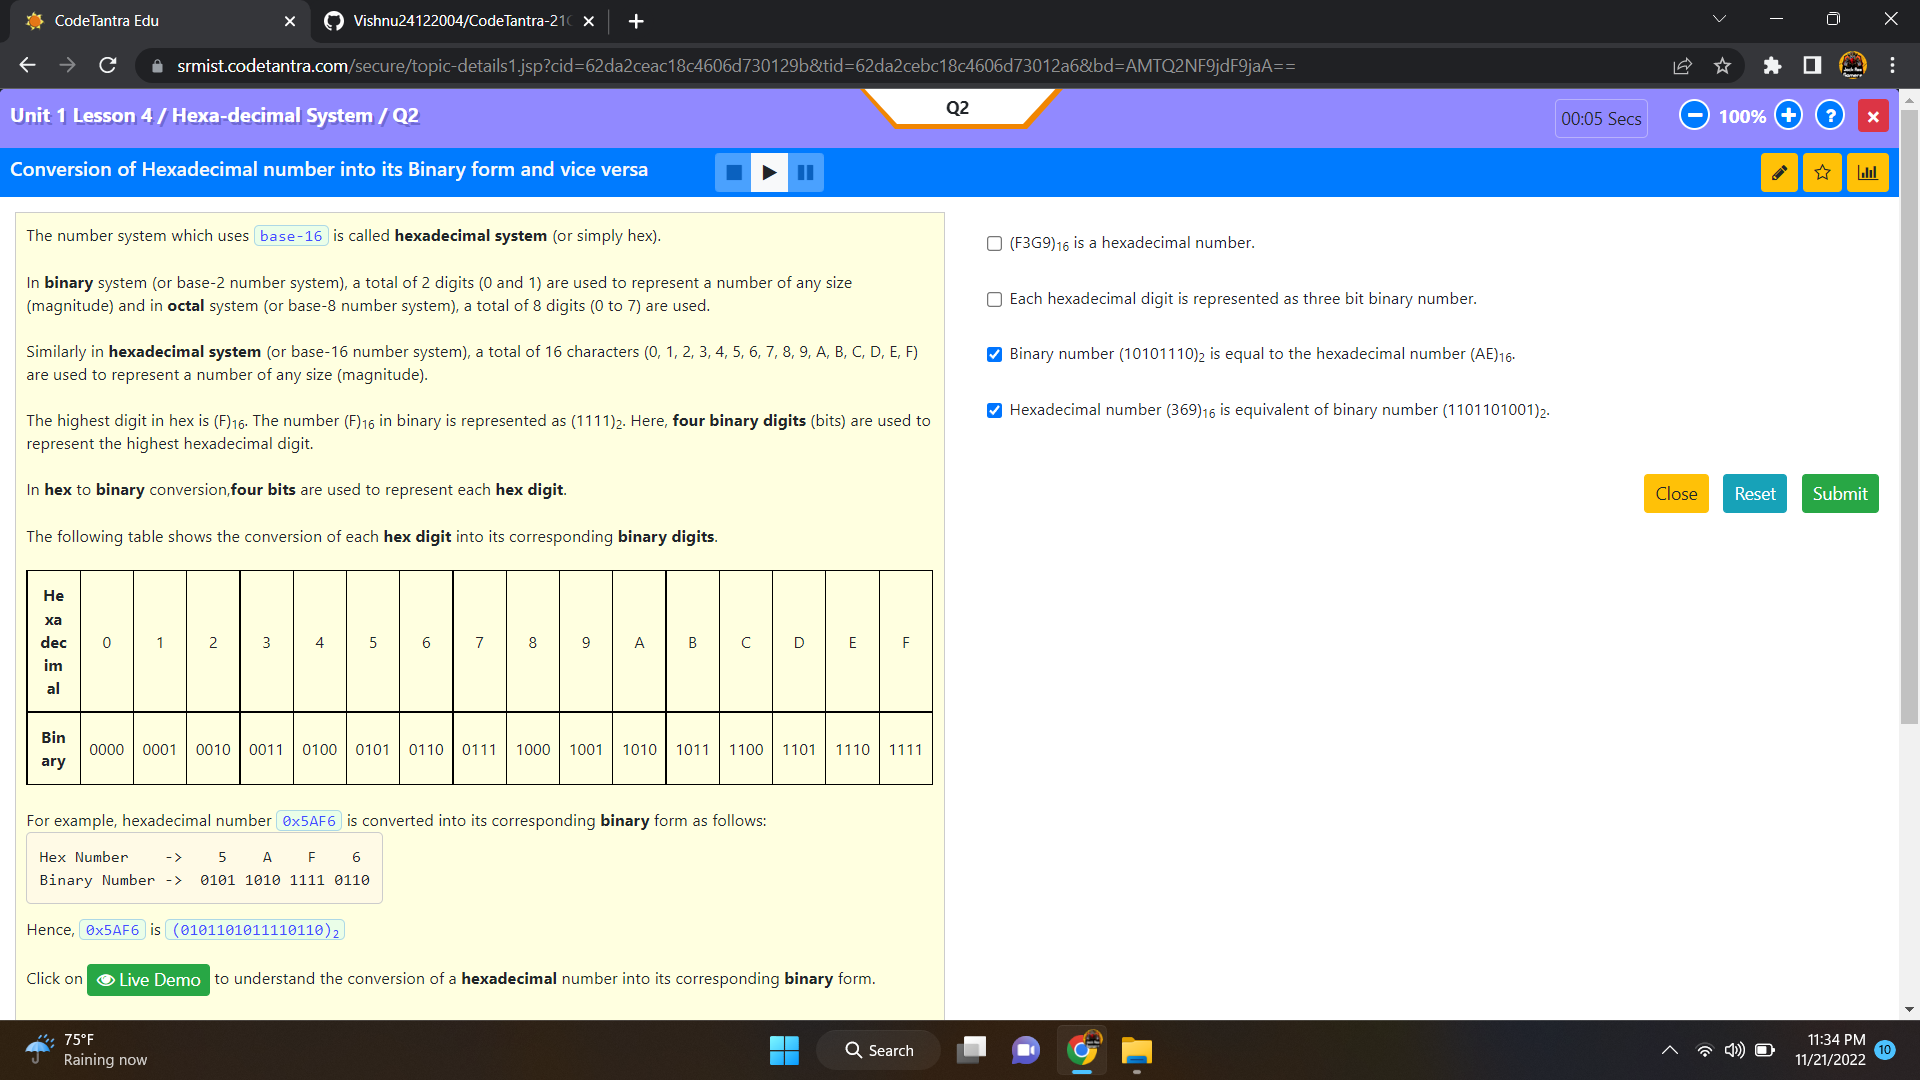 CodeTantra Edu
Vishnu24122004/CodeTantra-21
srmist.codetantra.com/secure/topic-details1.jsp?cid=62da2ceac18c4606d730129b&tid=62da2cebc18c4606d73012a6&bd=AMTQ2NF9jdF9jaA==
Unit 1 Lesson 4 / Hexa-decimal System / Q2
Q2
00:05 Secs
100%
?
Conversion of Hexadecimal number into its Binary form and vice versa
The number system which uses base-16 is called hexadecimal system (or simply hex).
In binary system (or base-2 number system), a total of 2 digits (0 and 1) are used to represent a number of any size
(magnitude) and in octal system (or base-8 number system), a total of 8 digits (0 to 7) are used.
Similarly in hexadecimal system (or base-16 number system), a total of 16 characters (0, 1, 2, 3, 4, 5, 6, 7, 8, 9, A, B, C, D, E, F)
are used to represent a number of any size (magnitude).
The highest digit in hex is (F)16. The number (F)16 in binary is represented as (1111)2. Here, four binary digits (bits) are used to
represent the highest hexadecimal digit.
In hex to binary conversion,four bits are used to represent each hex digit.
The following table shows the conversion of each hex digit into its corresponding binary digits.
He
xa
dec
im
al
0 1 2 3 4 5 6 7 8 9 A B C D E F
Bin
ary
0000 0001 0010 0011 0100 0101 0110 0111 1000 1001 1010 1011 1100 1101 1110 1111
For example, hexadecimal number 0x5AF6 is converted into its corresponding binary form as follows:
Hex Number -> 5 A F 6
Binary Number -> 0101 1010 1111 0110
Hence, 0x5AF6 is (0101101011110110)2
Click on Live Demo to understand the conversion of a hexadecimal number into its corresponding binary form.
(F3G9)16 is a hexadecimal number.
Each hexadecimal digit is represented as three bit binary number.
Binary number (10101110)2 is equal to the hexadecimal number (AE)16.
Hexadecimal number (369)16 is equivalent of binary number (1101101001)2.
Close Reset Submit
75°F
Raining now
Search
11:34 PM
11/21/2022
10